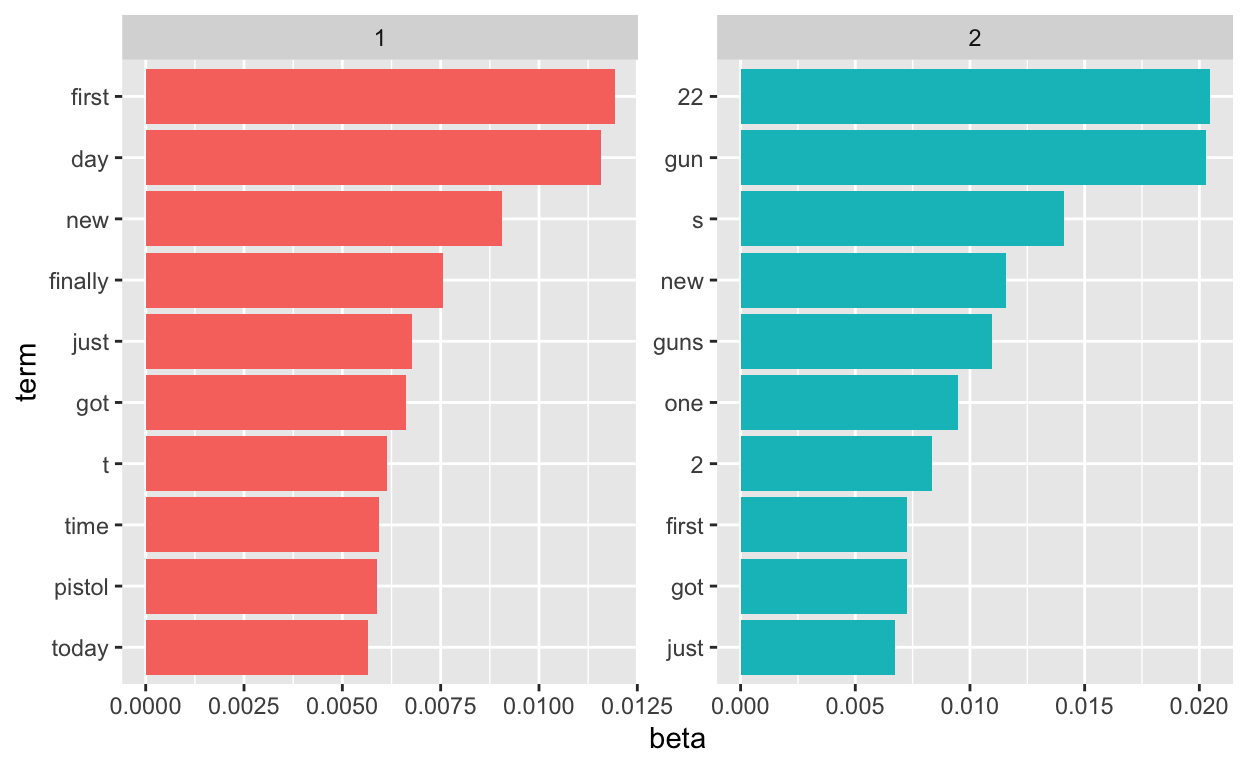 1
first
day
new
finally
just
got
t
time
pistol
today
0.0000 0.0025 0.0050 0.0075 0.0100 0.0125
2
22
gun
s
new
guns
one
2
first
got
just
0.000 0.005 0.010 0.015 0.020
term
beta